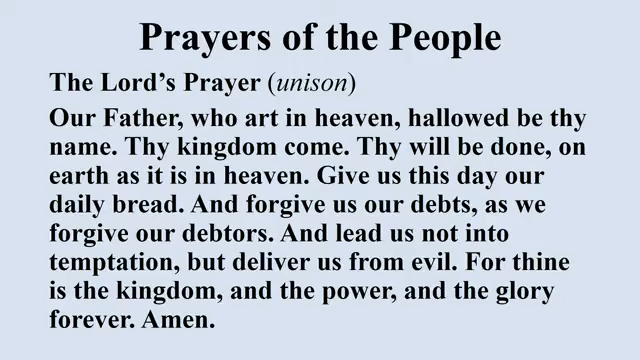 Prayers of the People
The Lord’s Prayer (unison)
Our Father, who art in heaven, hallowed be thy
name. Thy kingdom come. Thy will be done, on
earth as it is in heaven. Give us this day our
daily bread. And forgive us our debts, as we
forgive our debtors. And lead us not into
temptation, but deliver us from evil. For thine
is the kingdom, and the power, and the glory
forever. Amen.